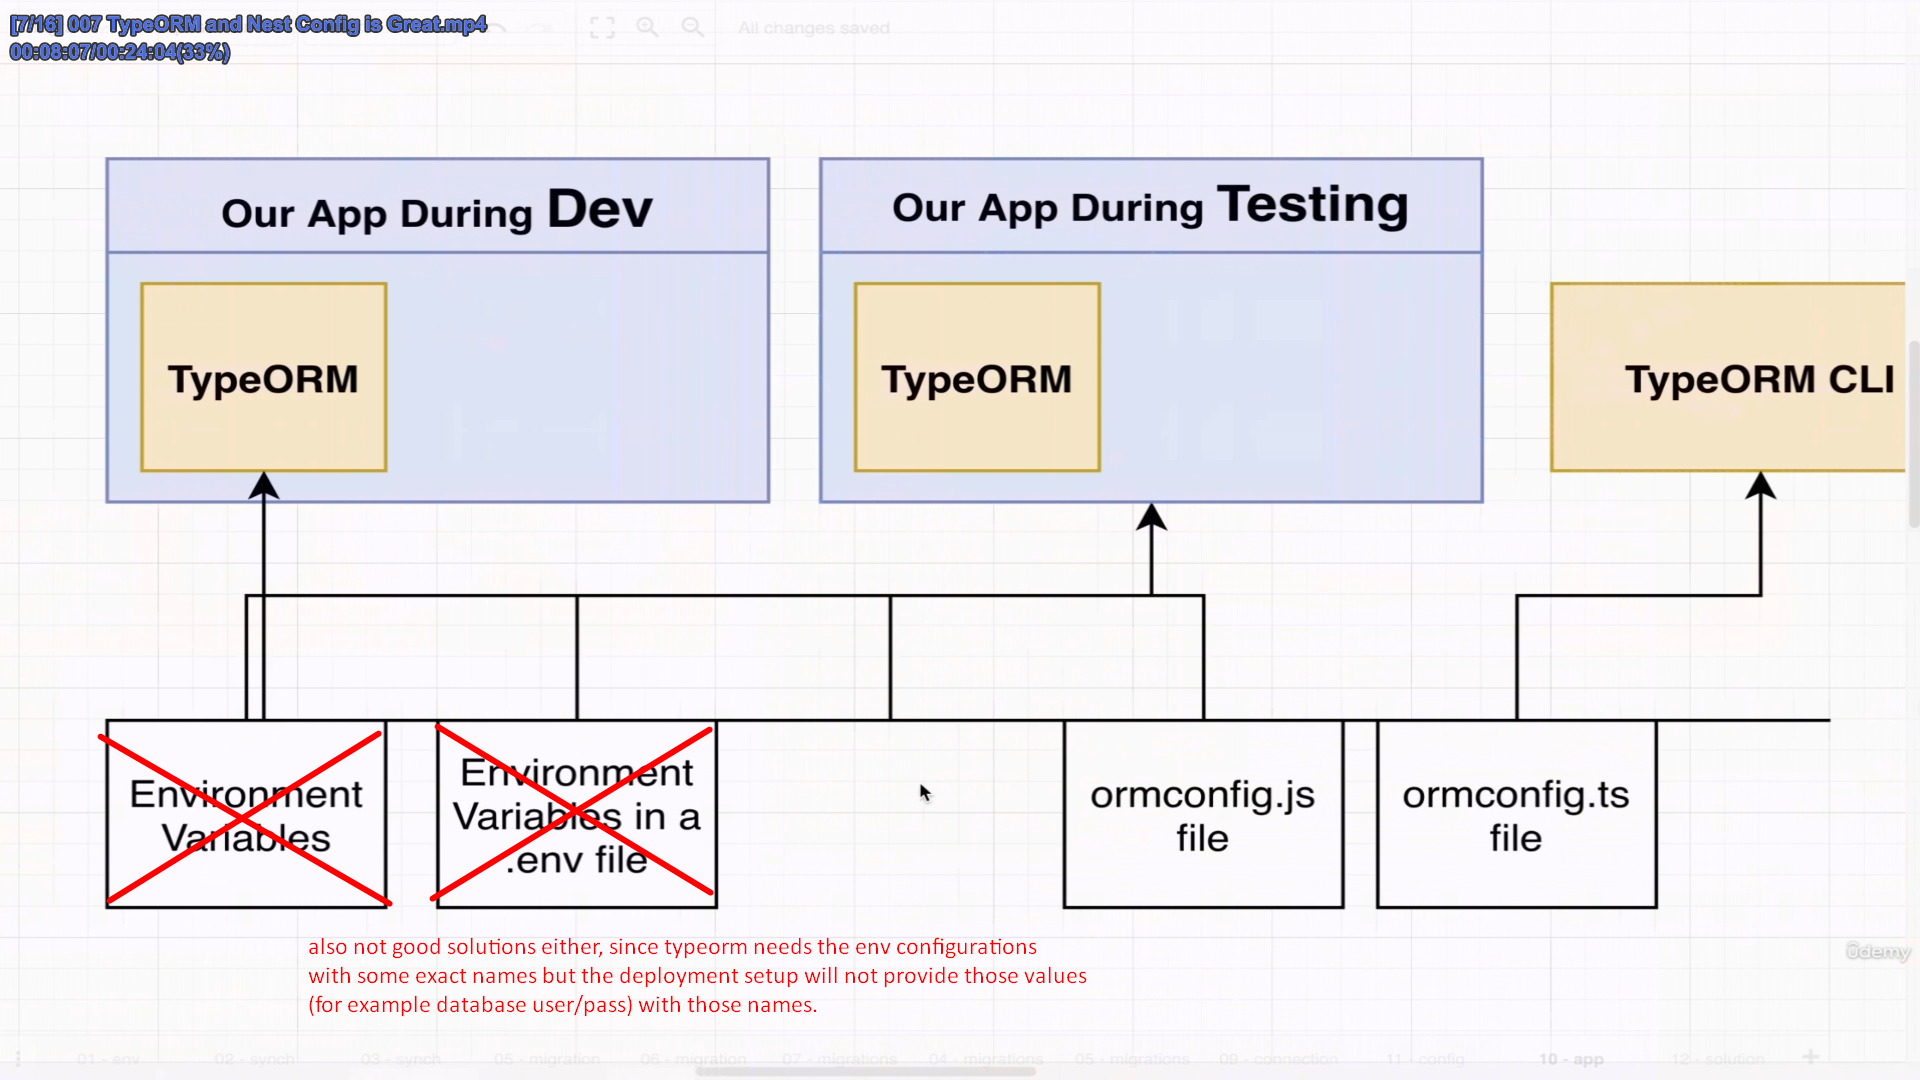 [7/16] 007 TypeORM and Nest Config is Great.mp4
00:08:07/00:24:04(33%)
All changes saved
Our App During Dev
Our App During Testing
TypeORM
TypeORM
TypeORM CLI
Environment
Variables
Environment
Variables in a
.env file
ormconfig.js
file
ormconfig.ts
file
also not good solutions either, since typeorm needs the env configurations
with some exact names but the deployment setup will not provide those values
(for example database user/pass) with those names.
ûdemy
01 - env 02 - synch 03 - synch 05 - migration 06 - migration 07 - migrations 04 - migrations 05 - migrations 09 - connection 11 - config 10 - app 12 - solution